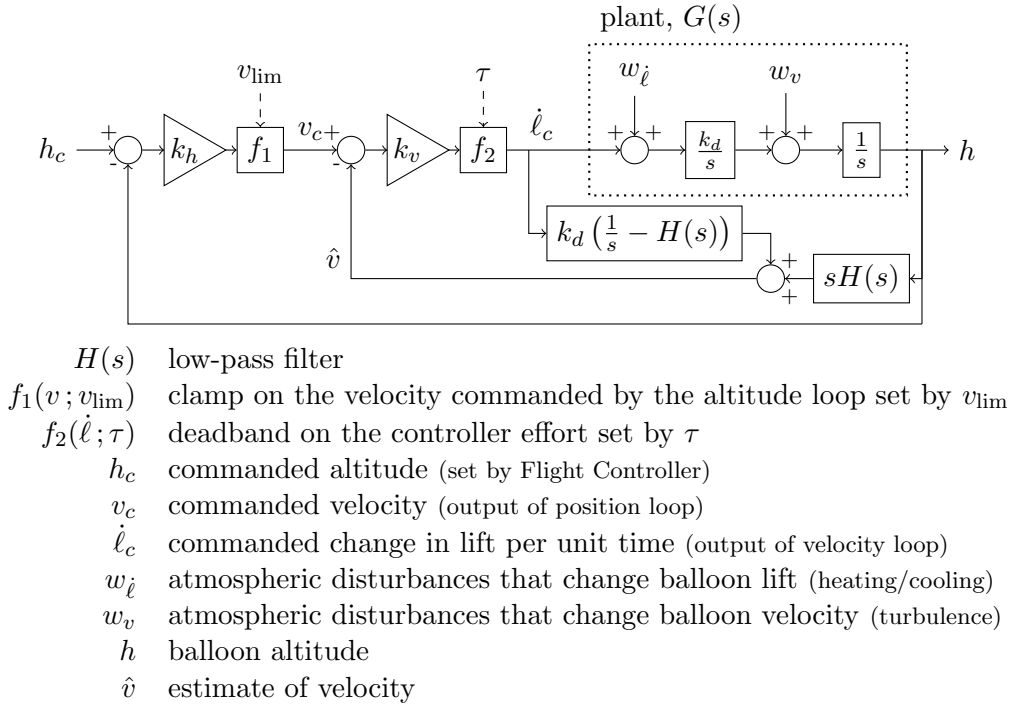 plant, G(s)
v_lim τ w_ℓ̇ w_v
h_c + - k_h f₁ v_c + - k_v f₂ ℓ̇_c + + k_d/s + + 1/s h
k_d (1/s − H(s))
v̂ + + sH(s)
H(s) low-pass filter
f₁(v ; v_lim) clamp on the velocity commanded by the altitude loop set by v_lim
f₂(ℓ̇ ; τ) deadband on the controller effort set by τ
h_c commanded altitude (set by Flight Controller)
v_c commanded velocity (output of position loop)
ℓ̇_c commanded change in lift per unit time (output of velocity loop)
w_ℓ̇ atmospheric disturbances that change balloon lift (heating/cooling)
w_v atmospheric disturbances that change balloon velocity (turbulence)
h balloon altitude
v̂ estimate of velocity